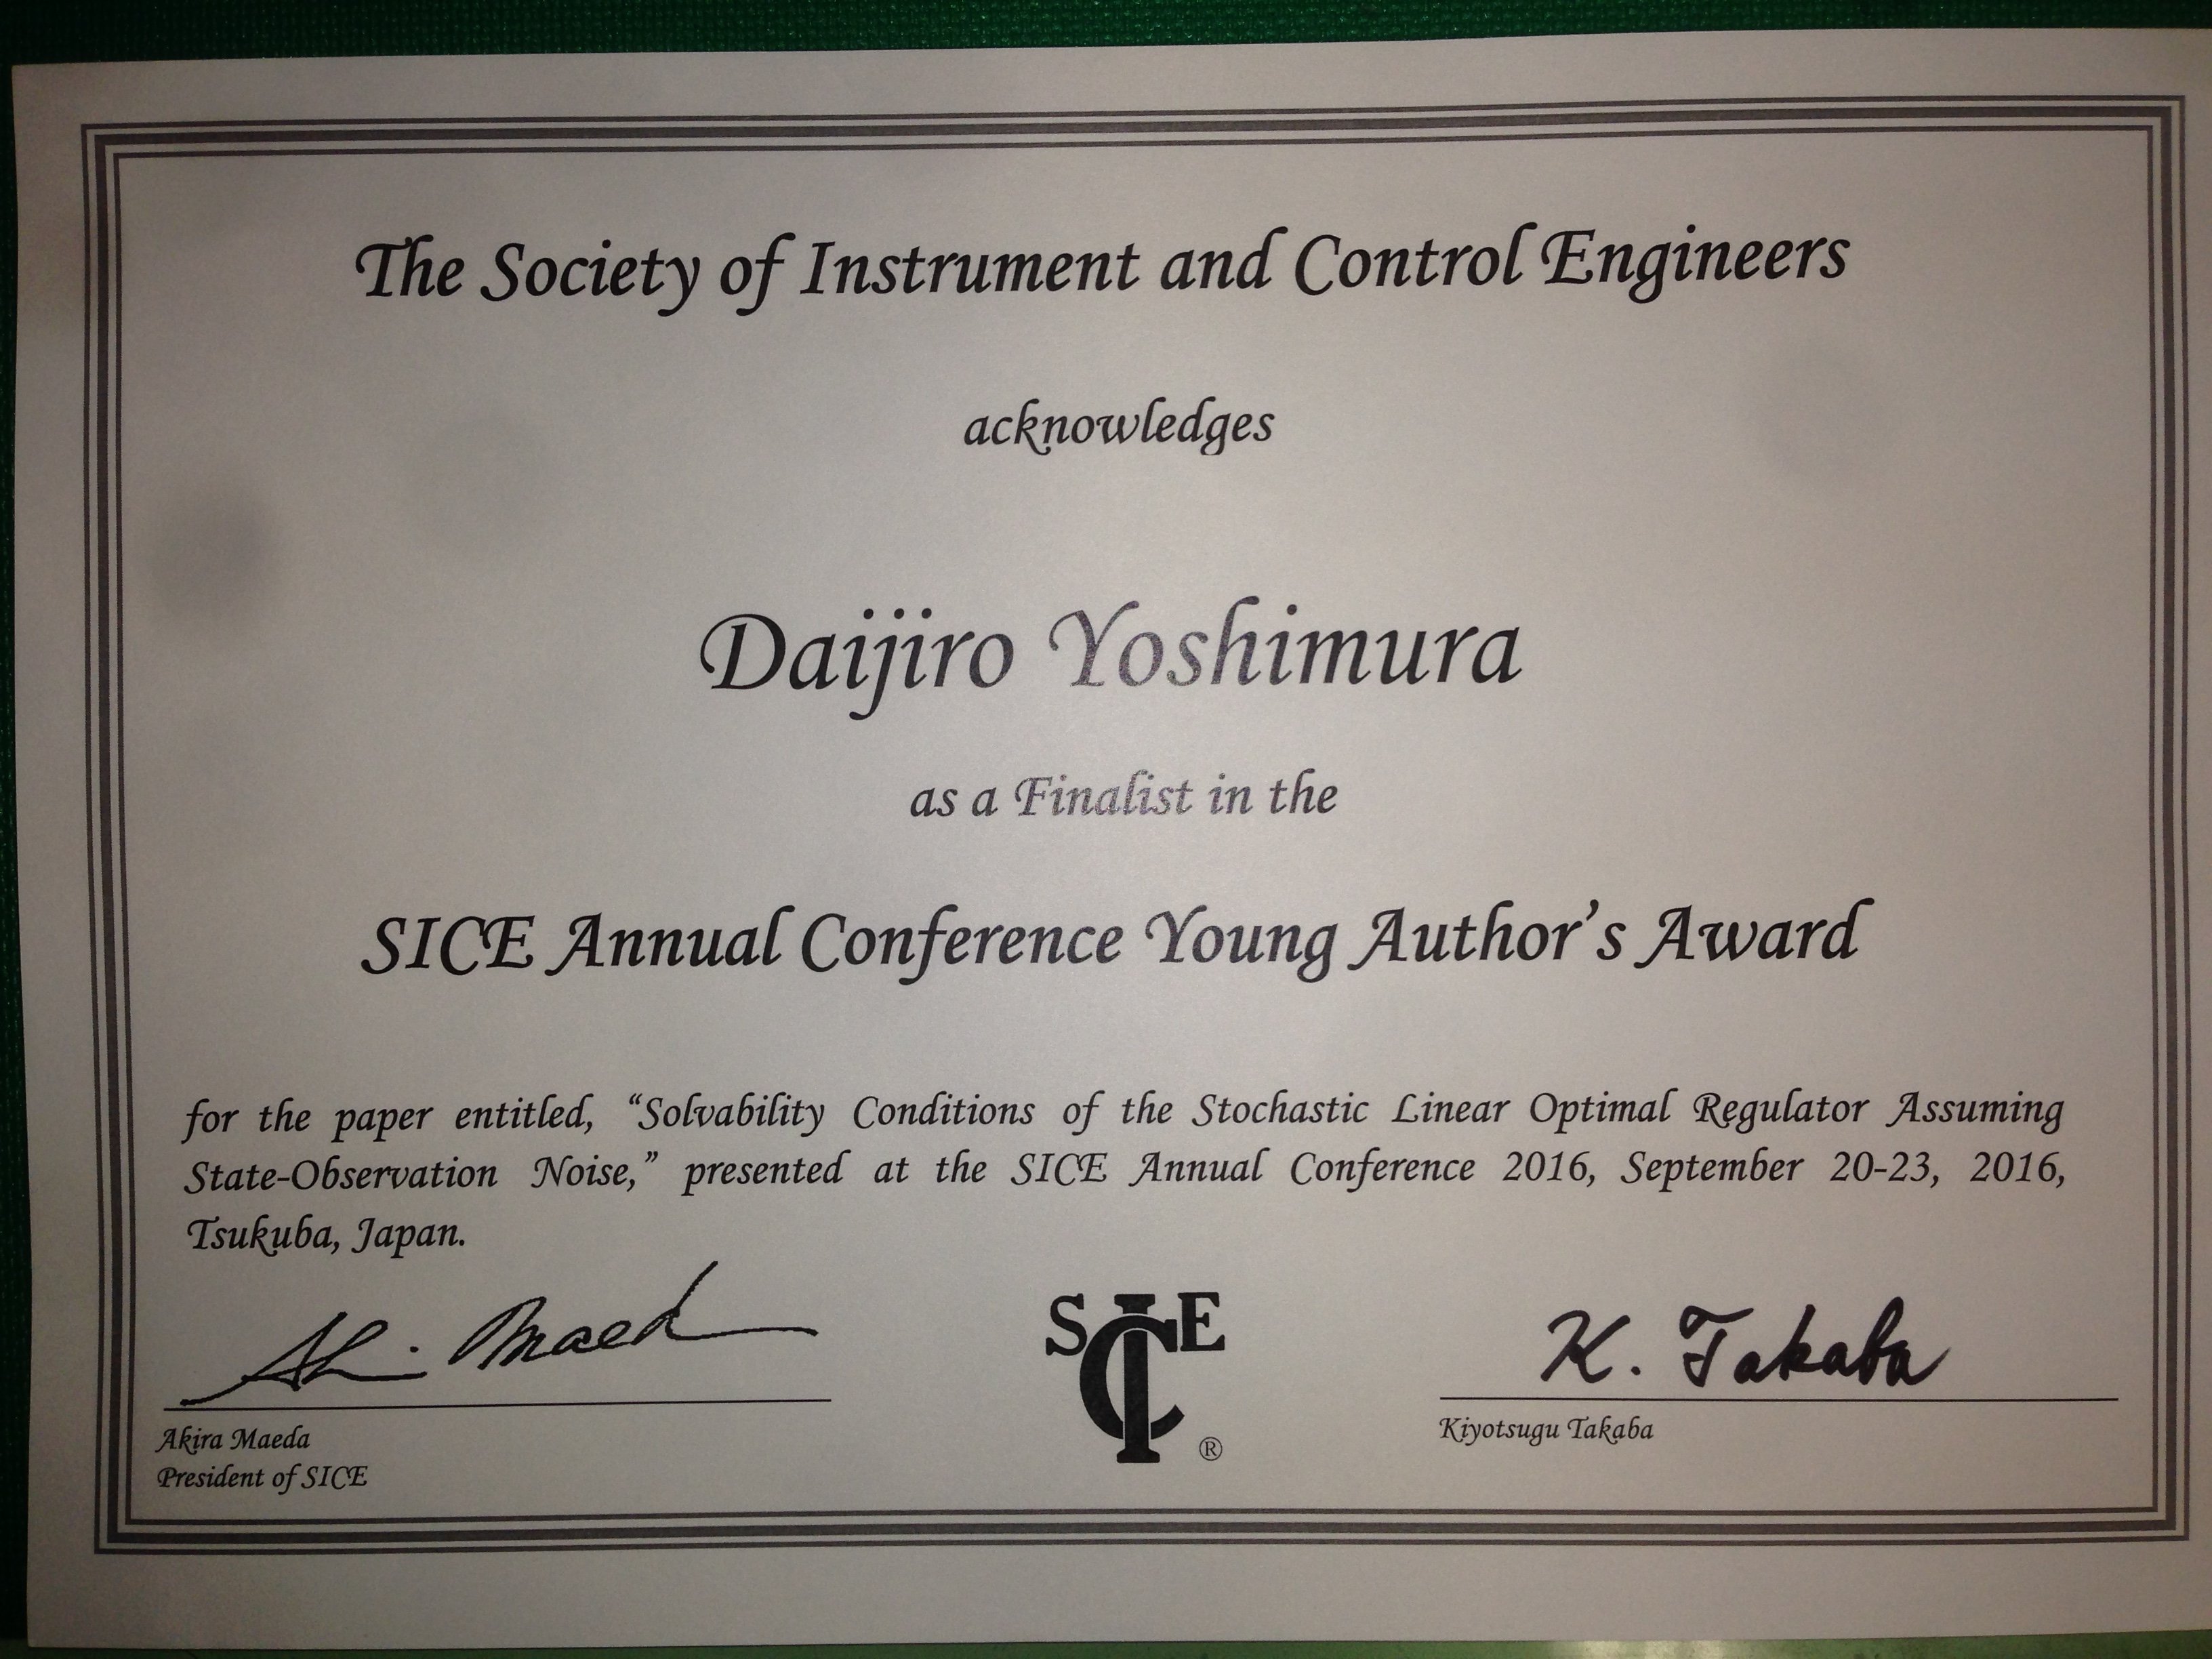 The Society of Instrument and Control Engineers
acknowledges
Daijiro Yoshimura
as a Finalist in the
SICE Annual Conference Young Author's Award
for the paper entitled, “Solvability Conditions of the Stochastic Linear Optimal Regulator Assuming
State-Observation Noise,” presented at the SICE Annual Conference 2016, September 20-23, 2016,
Tsukuba, Japan.
K. Takaba
Akira Maeda
President of SICE
SICE ®
Kiyotsugu Takaba